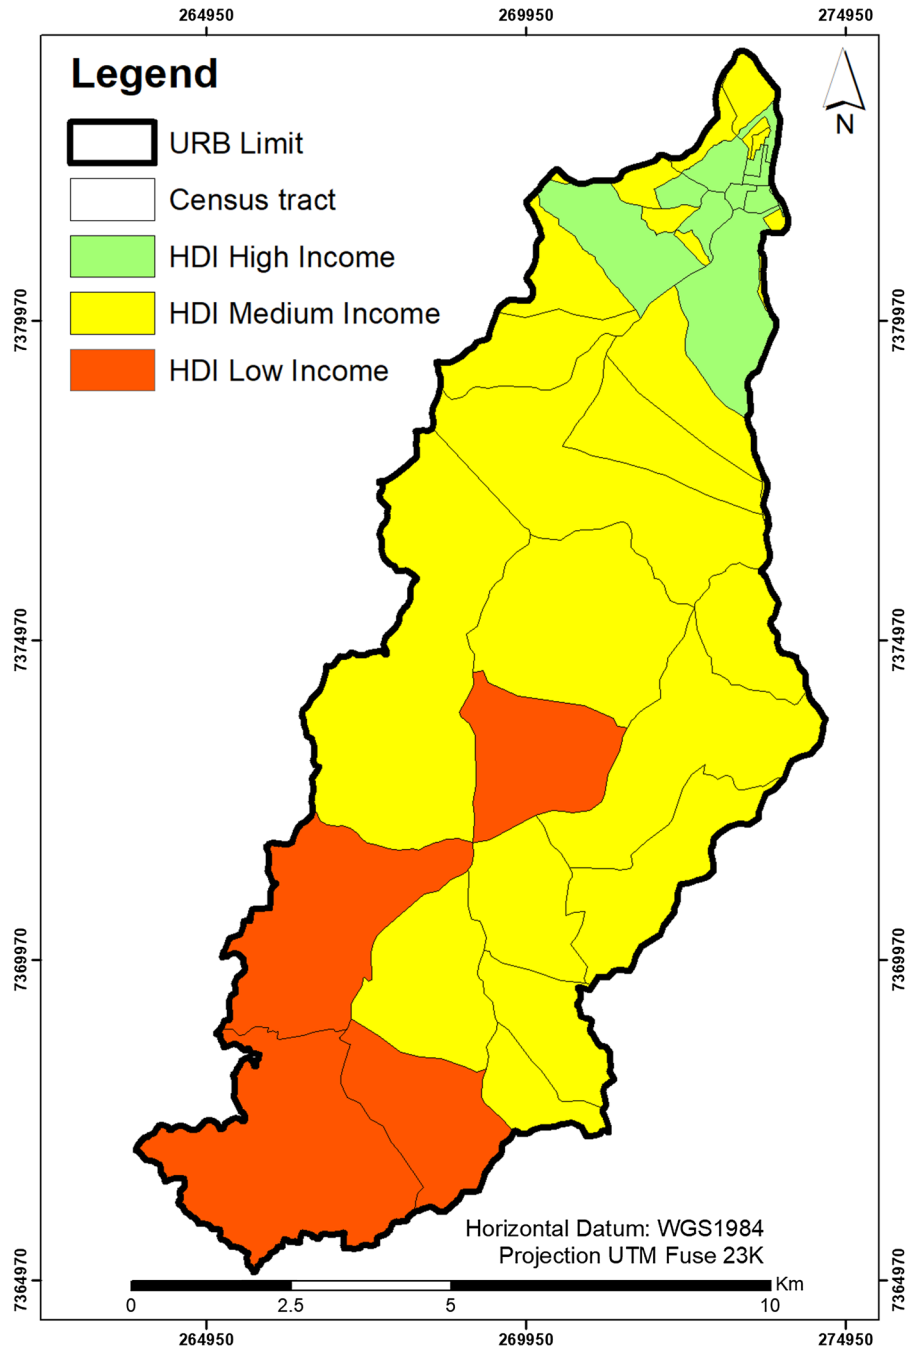 264950 269950 274950
Legend
URB Limit
Census tract
HDI High Income
HDI Medium Income
HDI Low Income
N
7379970 7379970
7374970 7374970
7369970 7369970
7364970 7364970
Horizontal Datum: WGS1984
Projection UTM Fuse 23K
Km
0 2.5 5 10
264950 269950 274950